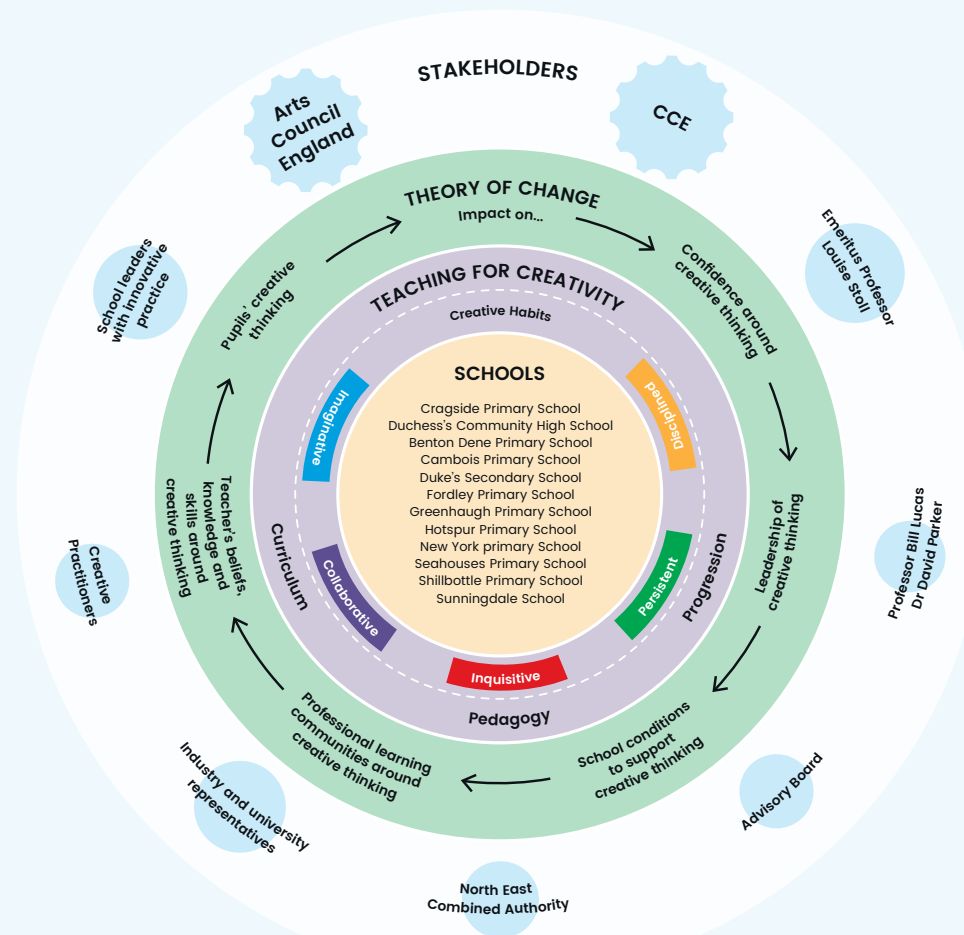 STAKEHOLDERS
Arts
Council
England
CCE
Emeritus Professor
Louise Stoll
Professor Bill Lucas
Dr David Parker
Advisory Board
North East
Combined Authority
Industry and university
representatives
Creative
Practitioners
School leaders
with innovative
practice
THEORY OF CHANGE
Impact on...
Confidence around
creative thinking
Leadership of
creative thinking
School conditions
to support
creative thinking
Professional learning
communities around
creative thinking
Teacher's beliefs,
knowledge and
skills around
creative thinking
Pupils' creative
thinking
TEACHING FOR CREATIVITY
Creative Habits
Disciplined
Persistent
Inquisitive
Collaborative
Imaginative
Progression
Pedagogy
Curriculum
SCHOOLS
Cragside Primary School
Duchess's Community High School
Benton Dene Primary School
Cambois Primary School
Duke's Secondary School
Fordley Primary School
Greenhaugh Primary School
Hotspur Primary School
New York primary School
Seahouses Primary School
Shillbottle Primary School
Sunningdale School